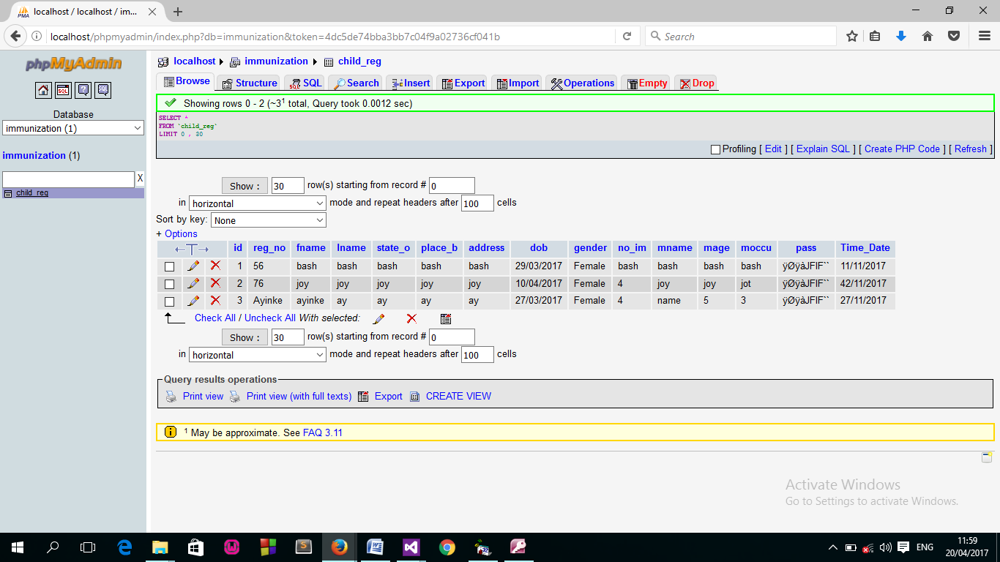 localhost / localhost / im...
localhost/phpmyadmin/index.php?db=immunization&token=4dc5de74bba3bb7c04f9a02736cf041b
Search
phpMyAdmin
Database
immunization (1)
immunization (1)
X
child_reg
localhost immunization child_reg
Browse Structure SQL Search Insert Export Import Operations Empty Drop
Showing rows 0 - 2 (~3¹ total, Query took 0.0012 sec)
SELECT *
FROM `child_reg`
LIMIT 0 , 30
Profiling [ Edit ] [ Explain SQL ] [ Create PHP Code ] [ Refresh ]
Show : 30 row(s) starting from record # 0
in horizontal mode and repeat headers after 100 cells
Sort by key: None
+ Options
←T→ id reg_no fname lname state_o place_b address dob gender no_im mname mage moccu pass Time_Date
1 56 bash bash bash bash bash 29/03/2017 Female bash bash bash bash ÿØÿàJFIF`` 11/11/2017
2 76 joy joy joy joy joy 10/04/2017 Female 4 joy joy jot ÿØÿàJFIF`` 42/11/2017
3 Ayinke ayinke ay ay ay ay 27/03/2017 Female 4 name 5 3 ÿØÿàJFIF`` 27/11/2017
Check All / Uncheck All With selected:
Show : 30 row(s) starting from record # 0
in horizontal mode and repeat headers after 100 cells
Query results operations
Print view Print view (with full texts) Export CREATE VIEW
¹ May be approximate. See FAQ 3.11
Activate Windows
Go to Settings to activate Windows.
ENG
11:59
20/04/2017